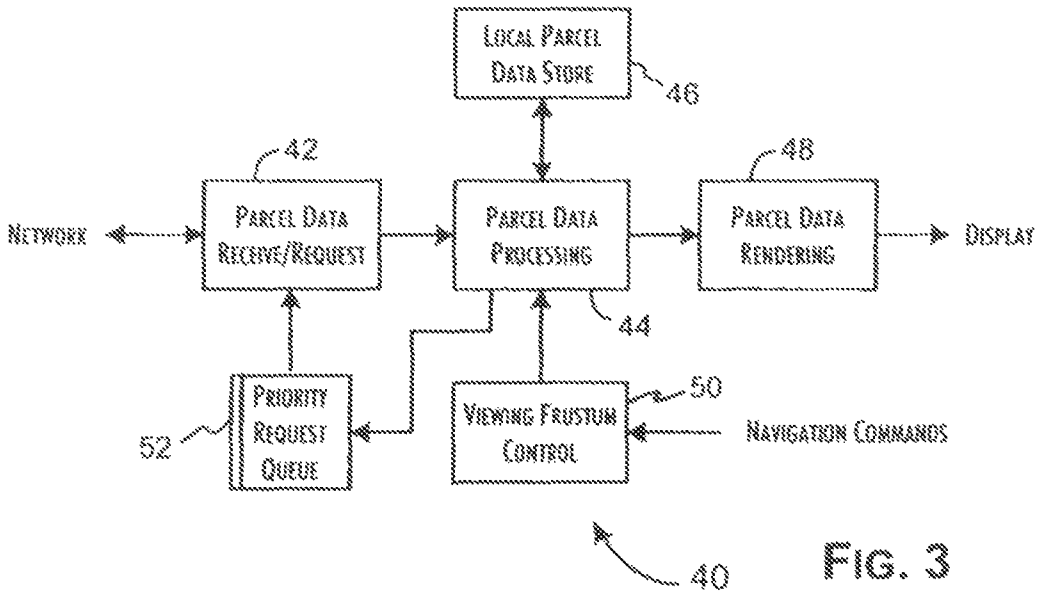 LOCAL PARCEL
DATA STORE
46
42
48
NETWORK
PARCEL DATA
RECEIVE/REQUEST
PARCEL DATA
PROCESSING
PARCEL DATA
RENDERING
DISPLAY
44
52
PRIORITY
REQUEST
QUEUE
VIEWING FRUSTUM
CONTROL
50
NAVIGATION COMMANDS
40
FIG. 3